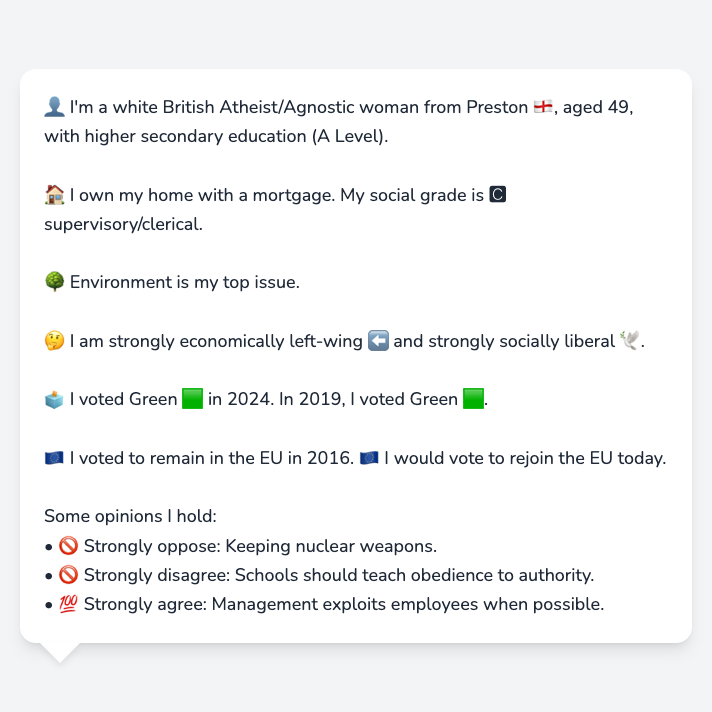 👤 I'm a white British Atheist/Agnostic woman from Preston 🏴󠁧󠁢󠁥󠁮󠁧󠁿, aged 49,
with higher secondary education (A Level).
🏠 I own my home with a mortgage. My social grade is 🅲
supervisory/clerical.
🌳 Environment is my top issue.
🤔 I am strongly economically left-wing ⬅️ and strongly socially liberal 🕊️.
🗳️ I voted Green 🟩 in 2024. In 2019, I voted Green 🟩.
🇪🇺 I voted to remain in the EU in 2016. 🇪🇺 I would vote to rejoin the EU today.
Some opinions I hold:
• 🚫 Strongly oppose: Keeping nuclear weapons.
• 🚫 Strongly disagree: Schools should teach obedience to authority.
• 💯 Strongly agree: Management exploits employees when possible.